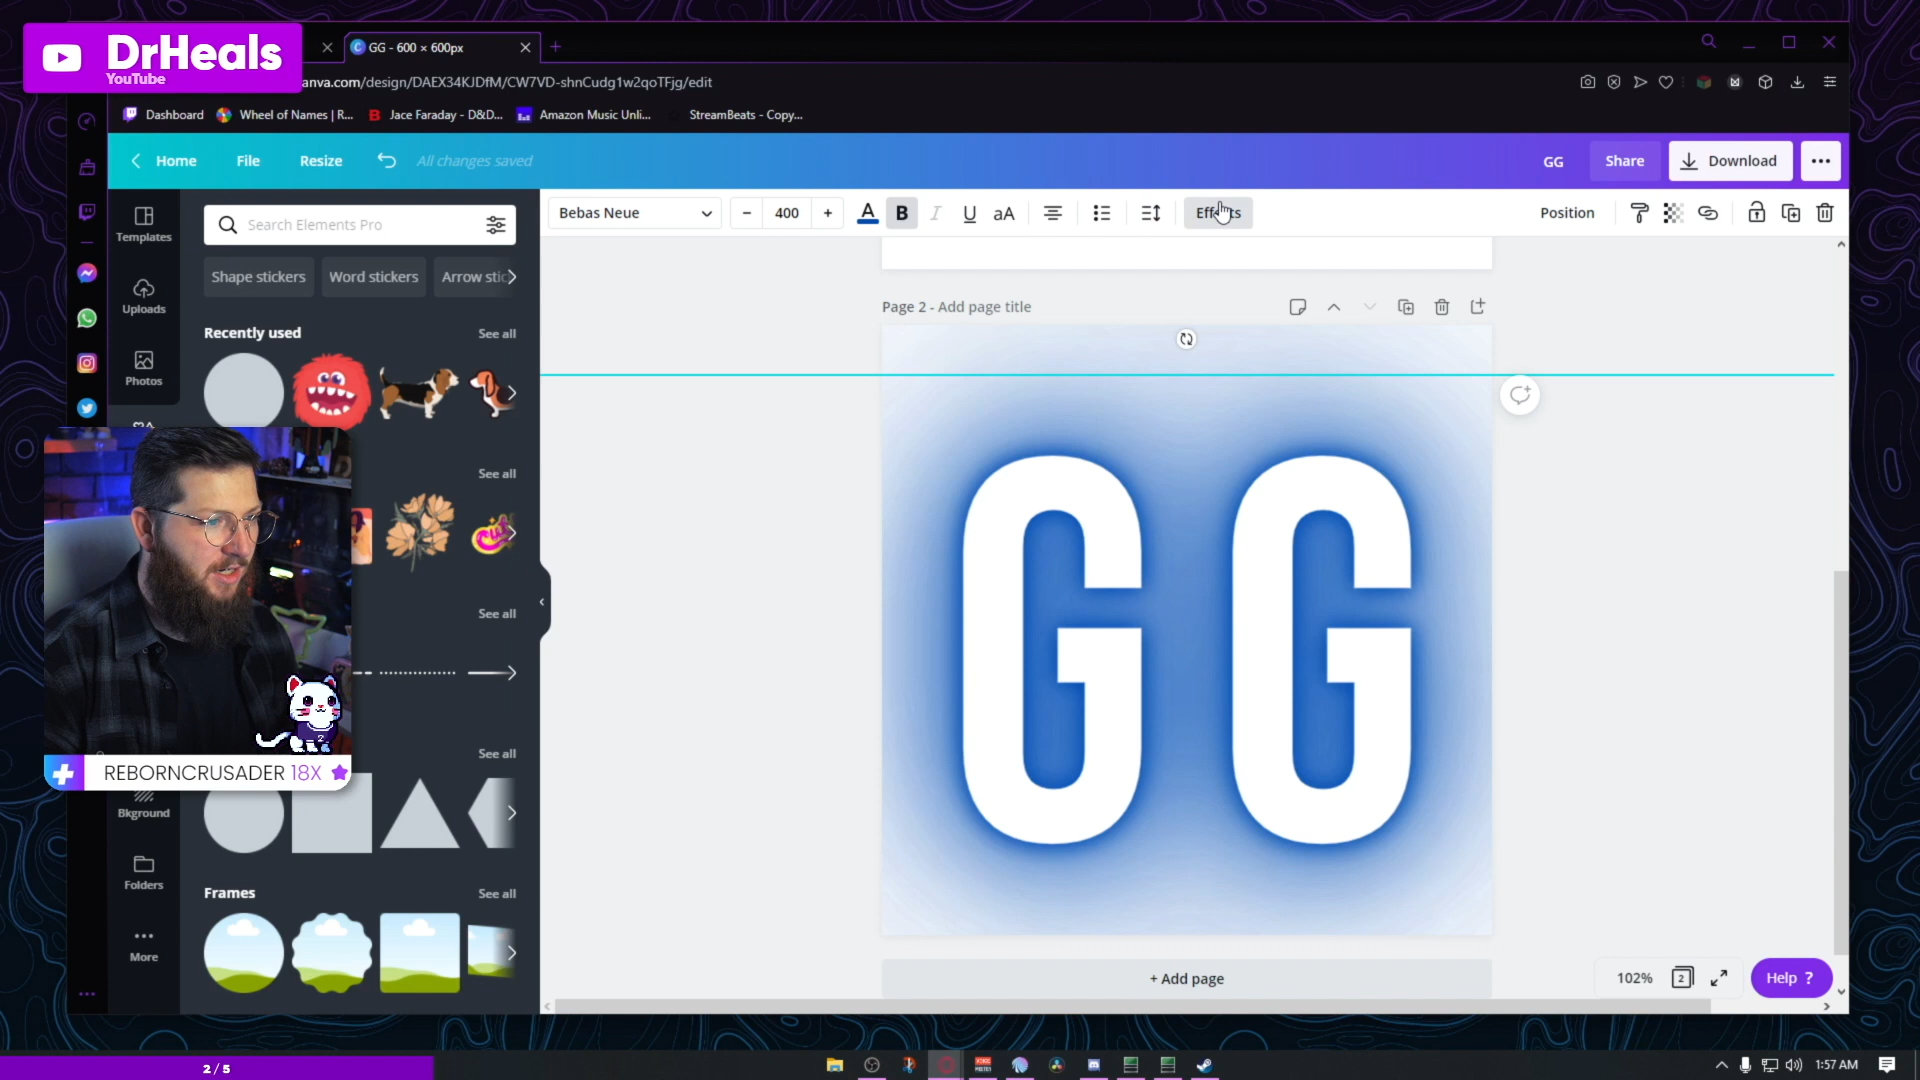 DrHeals
YouTube
GG - 600 × 600px
anva.com/design/DAEX34KJDfM/CW7VD-shnCudg1w2qoTFjg/edit
Dashboard
Wheel of Names | R...
Jace Faraday - D&D...
Amazon Music Unli...
StreamBeats - Copy...
Home
File
Resize
All changes saved
GG
Share
Download
Templates
Uploads
Photos
Bkground
Folders
More
Search Elements Pro
Shape stickers
Word stickers
Arrow stic
Recently used
See all
See all
See all
See all
Frames
See all
Bebas Neue
400
A
B
I
U
aA
Effects
Position
Page 2 - Add page title
GG
+ Add page
102%
2
Help ?
REBORNCRUSADER 18X
2 / 5
1:57 AM